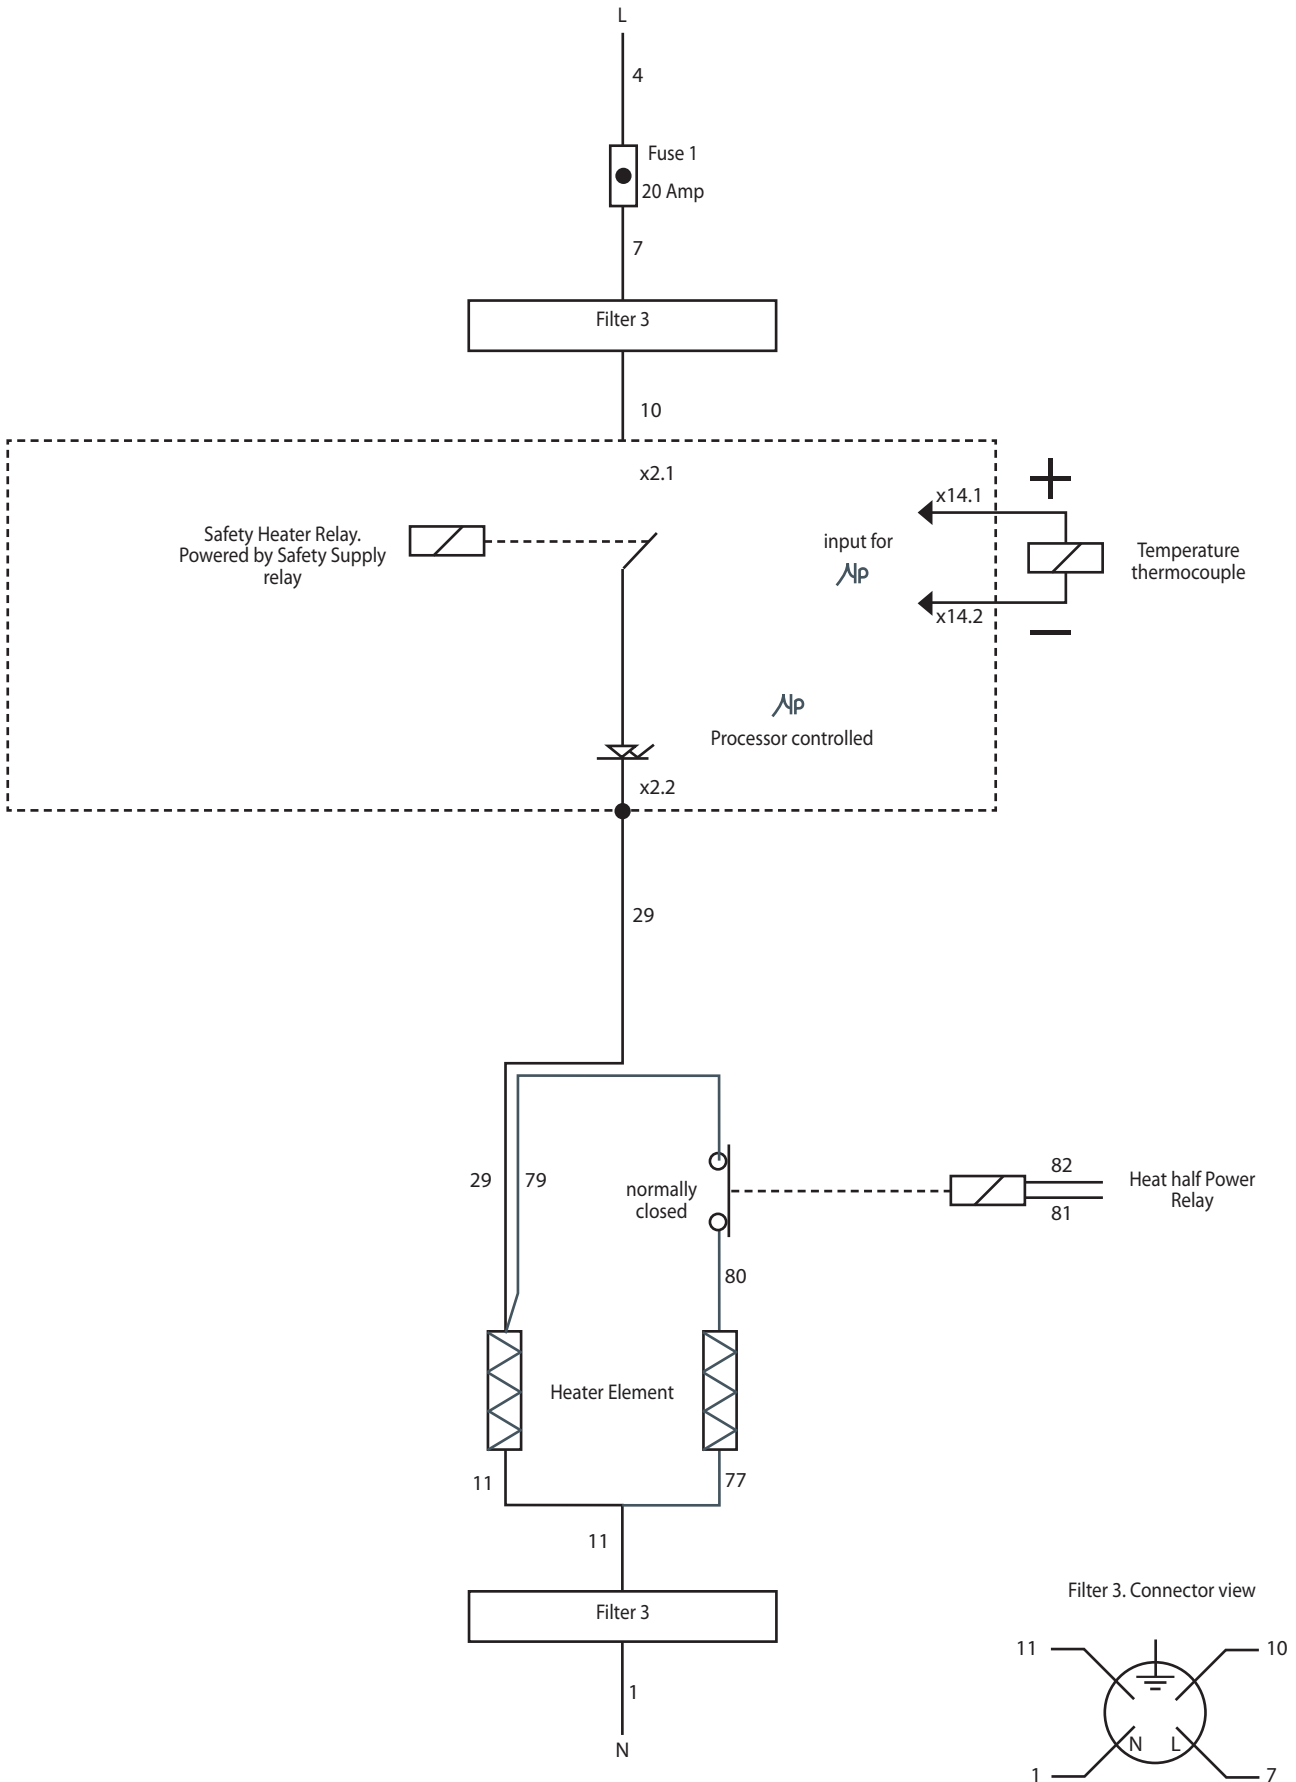 L
4
Fuse 1
20 Amp
7
Filter 3
10
x2.1
Safety Heater Relay.
Powered by Safety Supply
relay
x14.1
input for
μp
x14.2
Temperature
thermocouple
μp
Processor controlled
x2.2
29
29
79
normally
closed
82
81
Heat half Power
Relay
80
Heater Element
11
77
11
Filter 3
1
N
Filter 3. Connector view
11
10
N
L
1
7